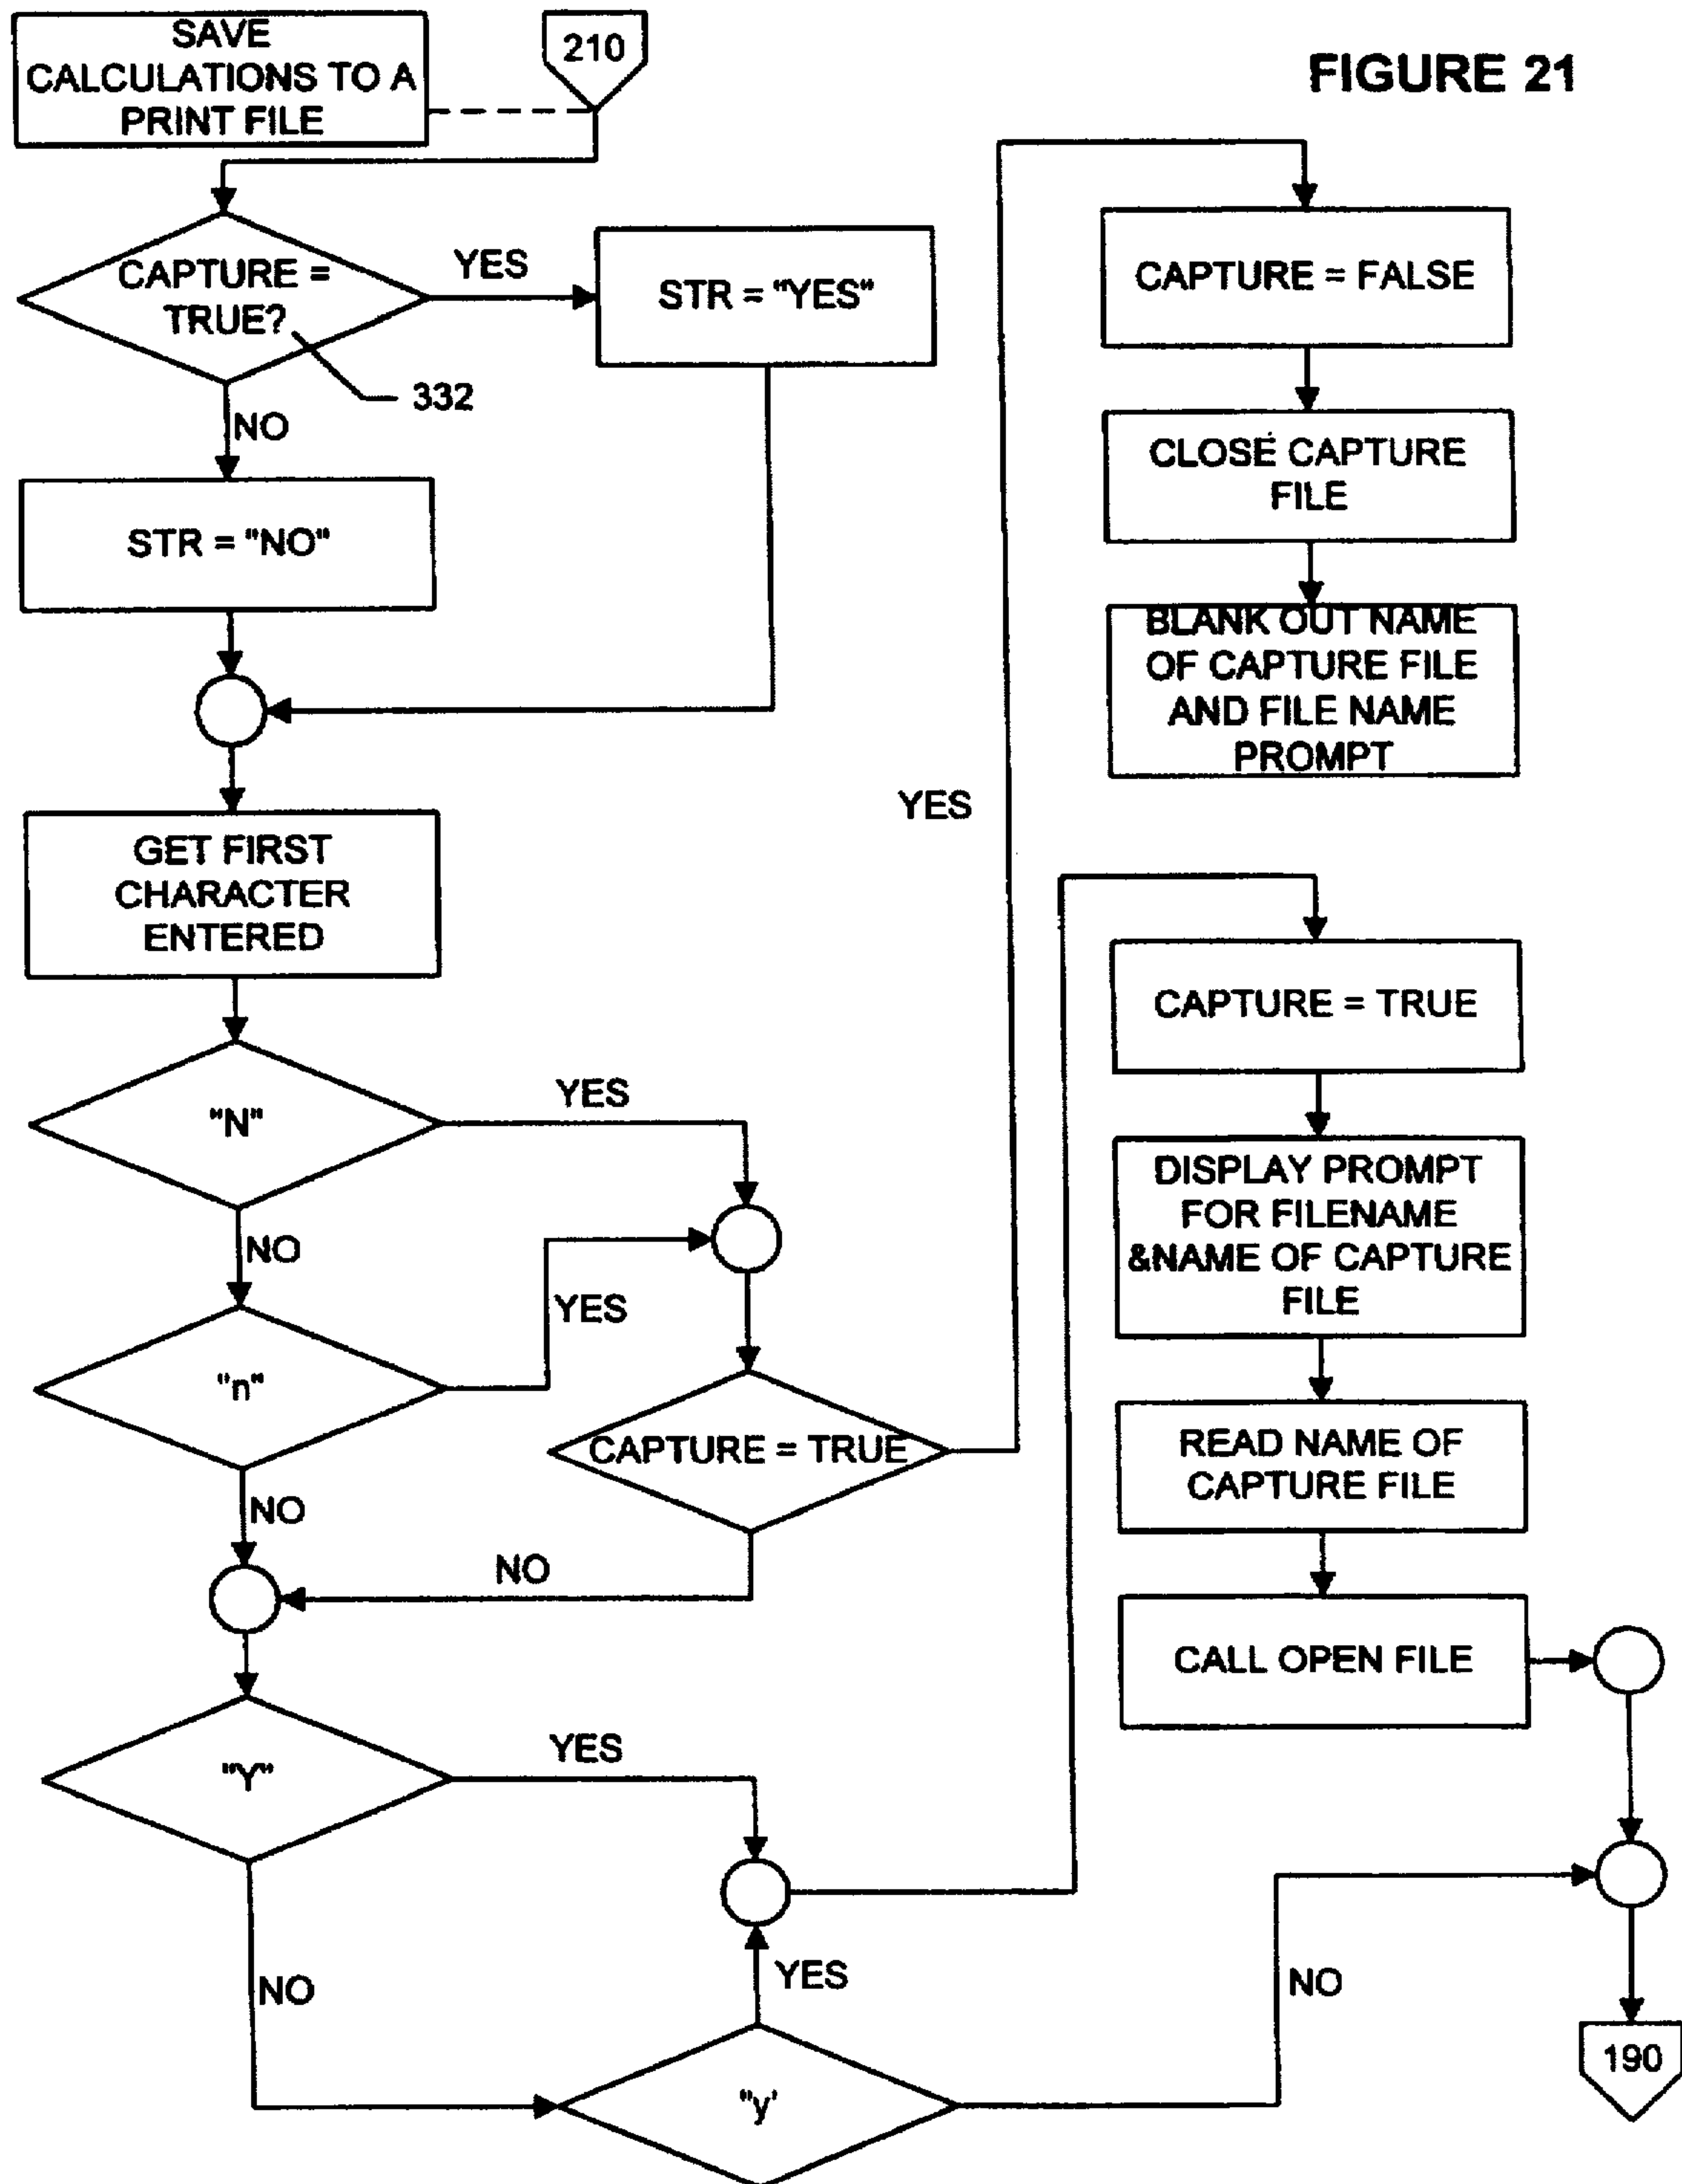 SAVE
CALCULATIONS TO A
PRINT FILE
210
FIGURE 21
CAPTURE =
TRUE?
YES
STR = "YES"
332
NO
STR = "NO"
GET FIRST
CHARACTER
ENTERED
"N"
YES
NO
"n"
YES
CAPTURE = TRUE
YES
NO
NO
"Y"
YES
NO
YES
"y'
NO
CAPTURE = FALSE
CLOSE CAPTURE
FILE
BLANK OUT NAME
OF CAPTURE FILE
AND FILE NAME
PROMPT
CAPTURE = TRUE
DISPLAY PROMPT
FOR FILENAME
&NAME OF CAPTURE
FILE
READ NAME OF
CAPTURE FILE
CALL OPEN FILE
190